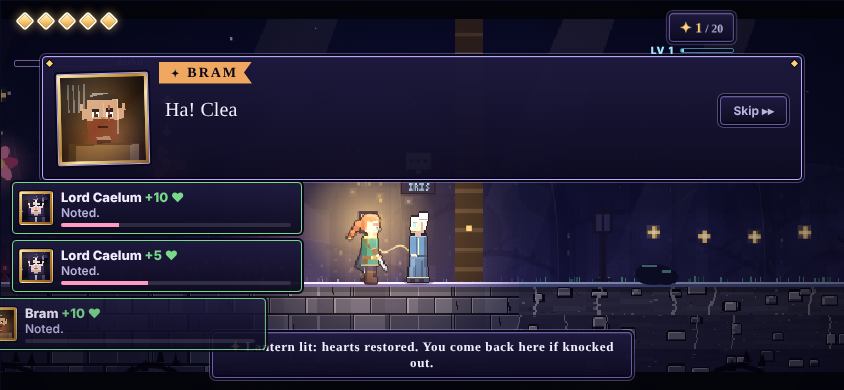 1 / 20
LV 1
BRAM
Ha! Clea
Skip
IRIS
Lord Caelum +10
Noted.
Lord Caelum +5
Noted.
Bram +10
Noted.
Lantern lit: hearts restored. You come back here if knocked
out.